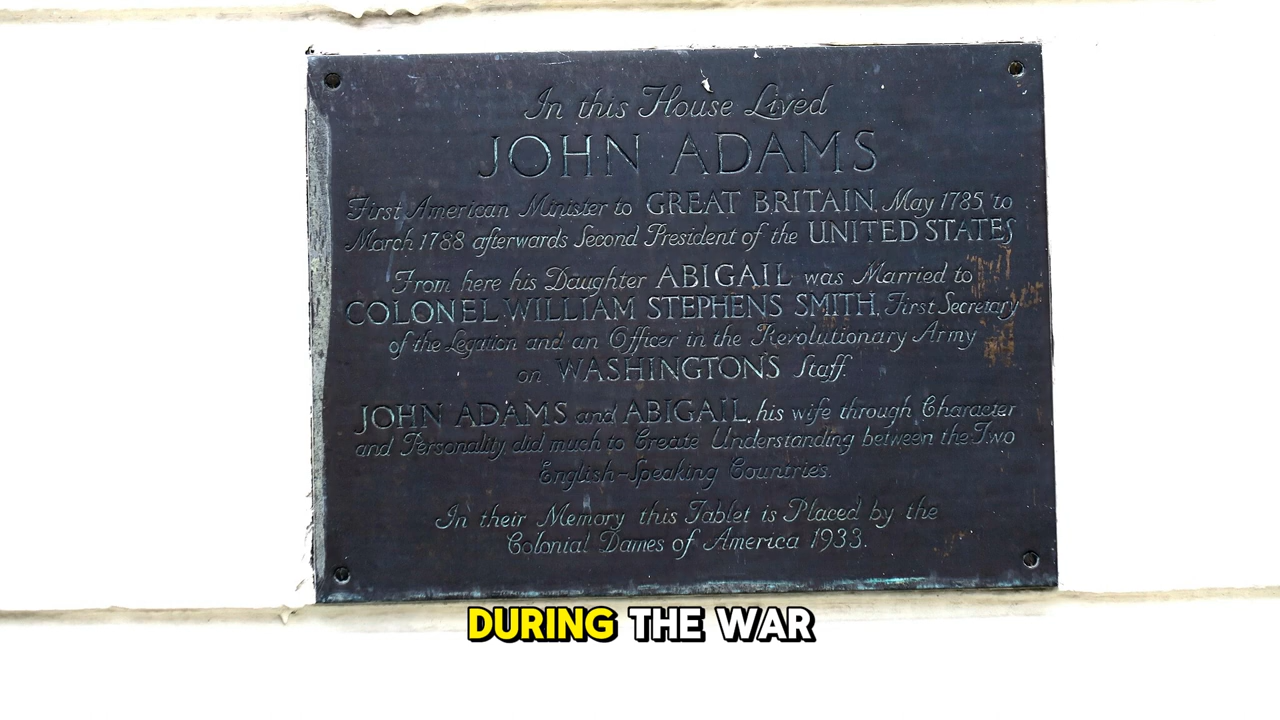 In this House Lived
JOHN ADAMS
First American Minister to GREAT BRITAIN, May 1785, to
March 1788 afterwards Second President of the UNITED STATES
From here his Daughter ABIGAIL was Married to
COLONEL WILLIAM STEPHENS SMITH, First Secretary
of the Legation and an Officer in the Revolutionary Army
on WASHINGTON'S Staff.
JOHN ADAMS and ABIGAIL, his wife through Character
and Personality did much to Create Understanding between the Two
English-Speaking Countries.
In their Memory this Tablet is Placed by the
Colonial Dames of America 1933.
DURING THE WAR